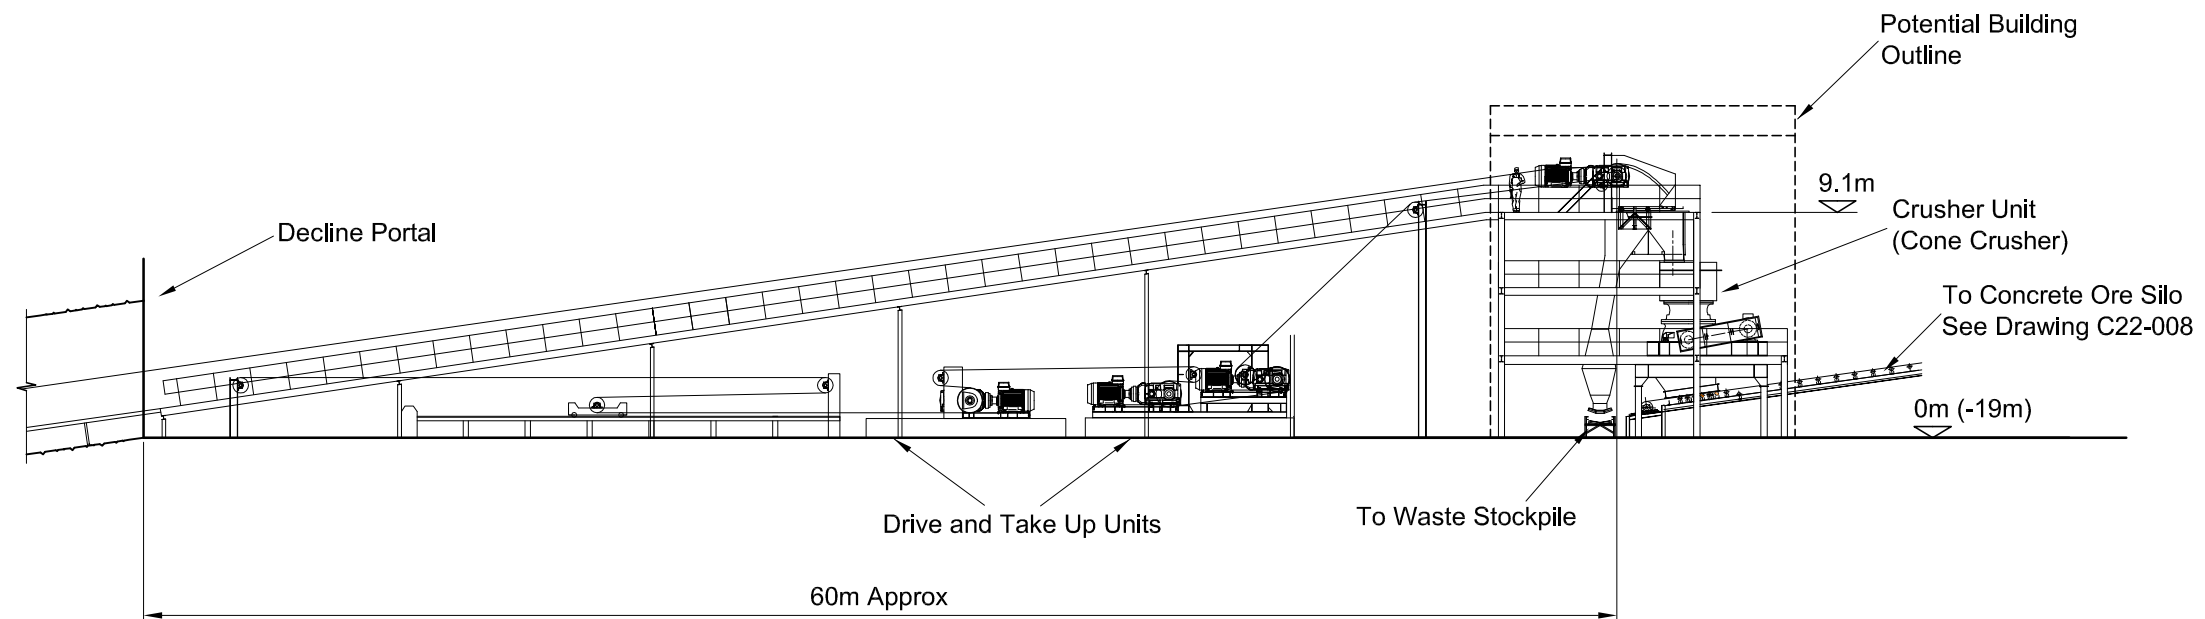 Potential Building
Outline
9.1m
Decline Portal
Crusher Unit
(Cone Crusher)
To Concrete Ore Silo
See Drawing C22-008
0m (-19m)
Drive and Take Up Units
To Waste Stockpile
60m Approx